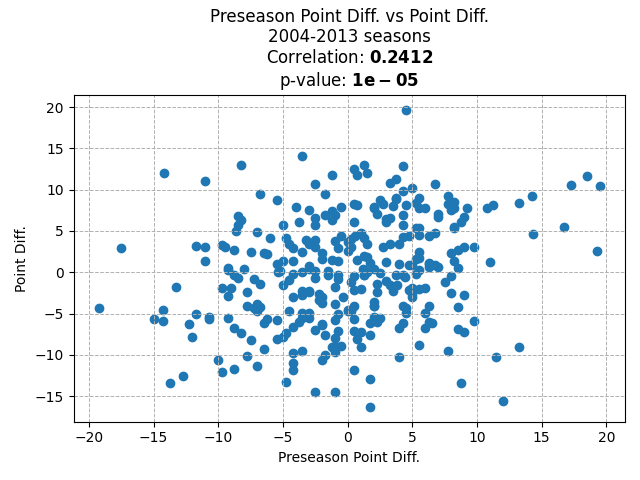 Preseason Point Diff. vs Point Diff.
2004-2013 seasons
Correlation: 0.2412
p-value: 1e − 05
20
15
10
5
0
−5
−10
−15
Point Diff.
−20 −15 −10 −5 0 5 10 15 20
Preseason Point Diff.